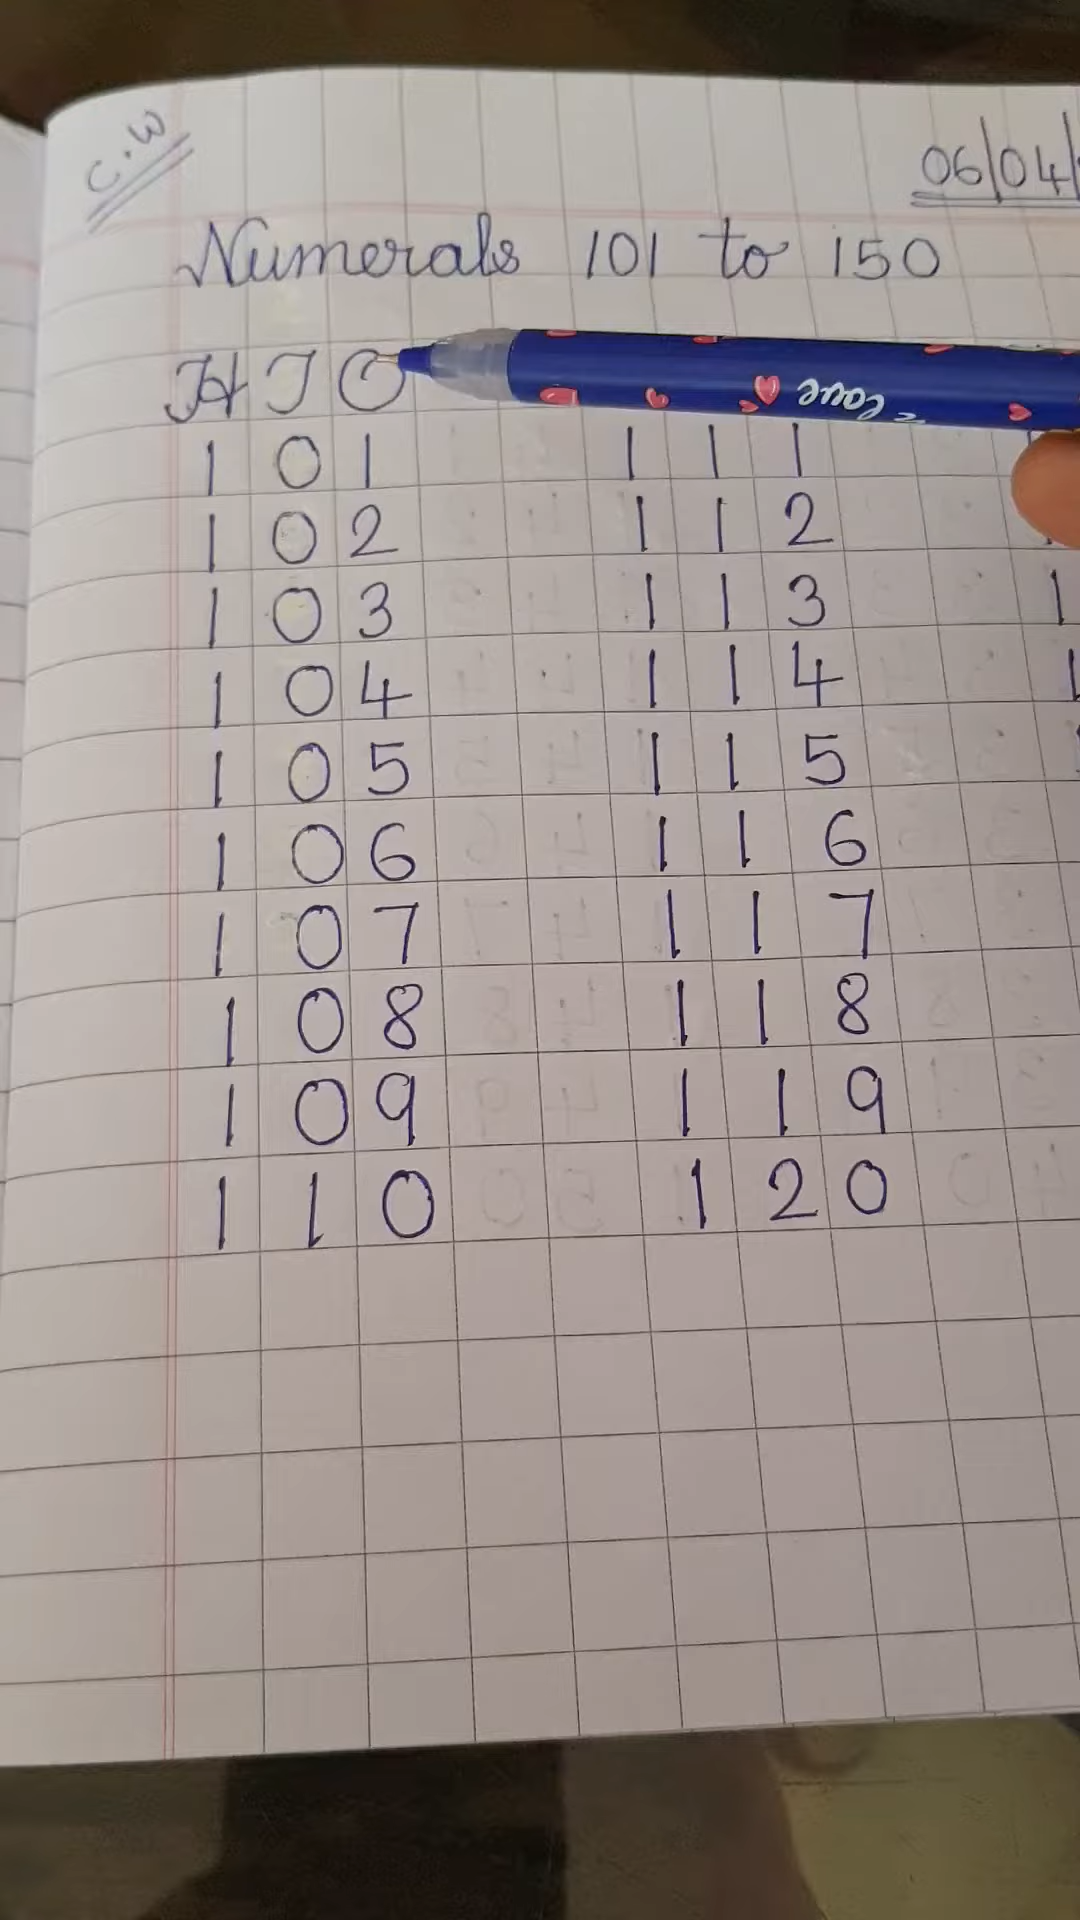 C.W
06/04/
Numerals 101 to 150
H T O
love
1 0 1 1 1 1
1 0 2 1 1 2
1 0 3 1 1 3 1
1 0 4 1 1 4 1
1 0 5 1 1 5
1 0 6 1 1 6
1 0 7 1 1 7
1 0 8 1 1 8
1 0 9 1 1 9
1 1 0 1 2 0